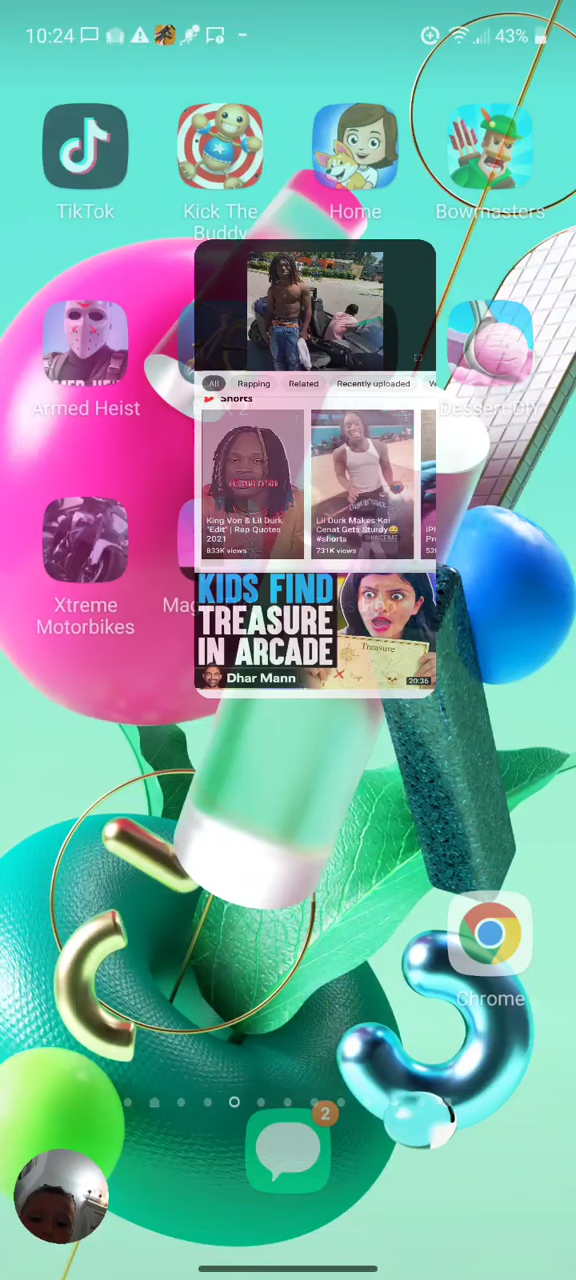 10:24
43%
TikTok
Kick The
Buddy
Home
Bowmasters
All
Rapping
Related
Recently uploaded
Shorts
Armed Heist
Dessert DIY
King Von & Lil Durk
'Edit' | Rap Quotes
2021
833K views
Lil Durk Makes Kai
Cenat Gets Sturdy😂
#shorts
731K views
Xtreme
Motorbikes
KIDS FIND
TREASURE
IN ARCADE
Treasure
Dhar Mann
20:36
Chrome
2